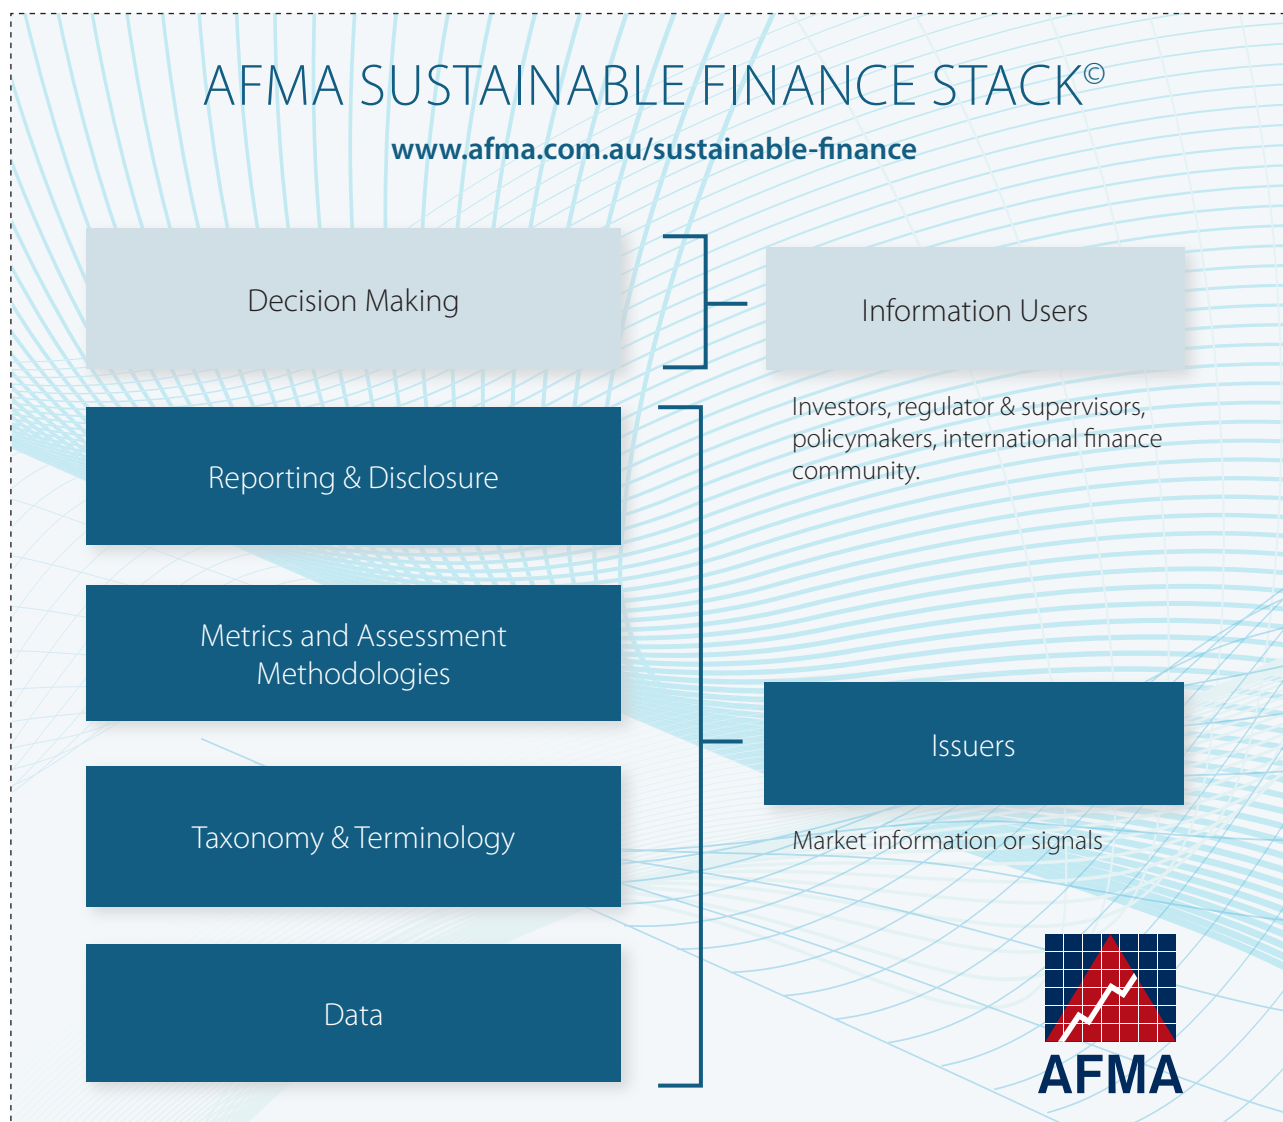 AFMA SUSTAINABLE FINANCE STACK©
www.afma.com.au/sustainable-finance
Decision Making
Information Users
Investors, regulator & supervisors,
policymakers, international finance
community.
Reporting & Disclosure
Metrics and Assessment
Methodologies
Issuers
Market information or signals
Taxonomy & Terminology
Data
AFMA